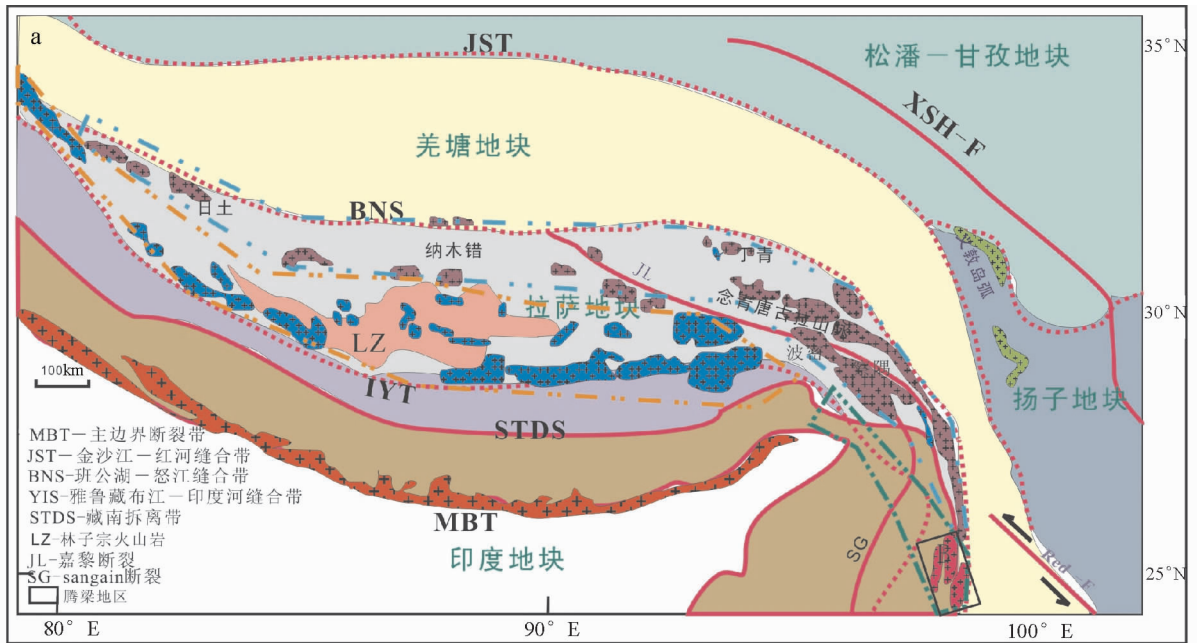 a
JST
35°N
松潘－甘孜地块
XSH-F
羌塘地块
日土
BNS
纳木错
丁青
JL
义敦岛弧
念青唐古拉山
30°N
拉萨地块
LZ
波密
察隅
100km
IYT
扬子地块
STDS
MBT－主边界断裂带
JST－金沙江－红河缝合带
BNS-班公湖－怒江缝合带
YIS-雅鲁藏布江－印度河缝合带
STDS-藏南拆离带
LZ-林子宗火山岩
JL-嘉黎断裂
SG-sangain断裂
腾梁地区
MBT
印度地块
SG
B
Red-F
25°N
80° E
90° E
100° E